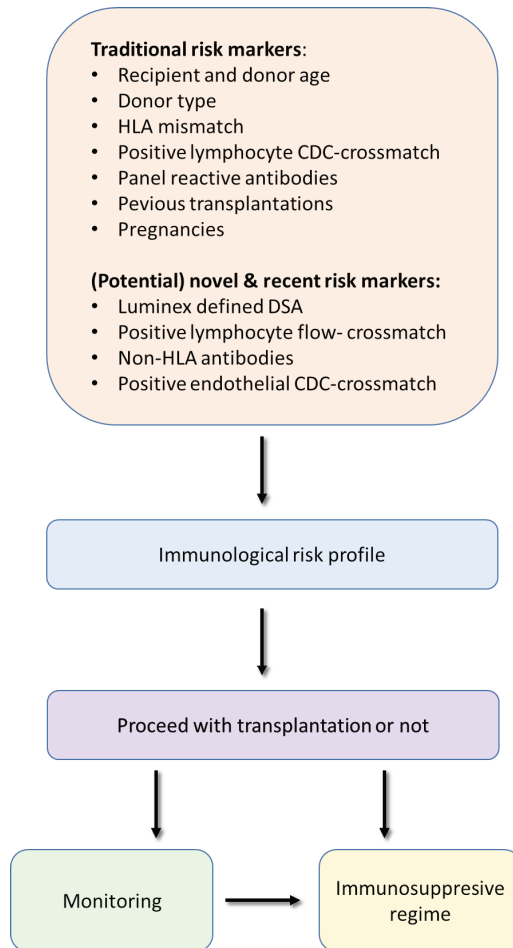 Traditional risk markers:
• Recipient and donor age
• Donor type
• HLA mismatch
• Positive lymphocyte CDC-crossmatch
• Panel reactive antibodies
• Pevious transplantations
• Pregnancies
(Potential) novel & recent risk markers:
• Luminex defined DSA
• Positive lymphocyte flow- crossmatch
• Non-HLA antibodies
• Positive endothelial CDC-crossmatch
Immunological risk profile
Proceed with transplantation or not
Monitoring
Immunosuppresive
regime